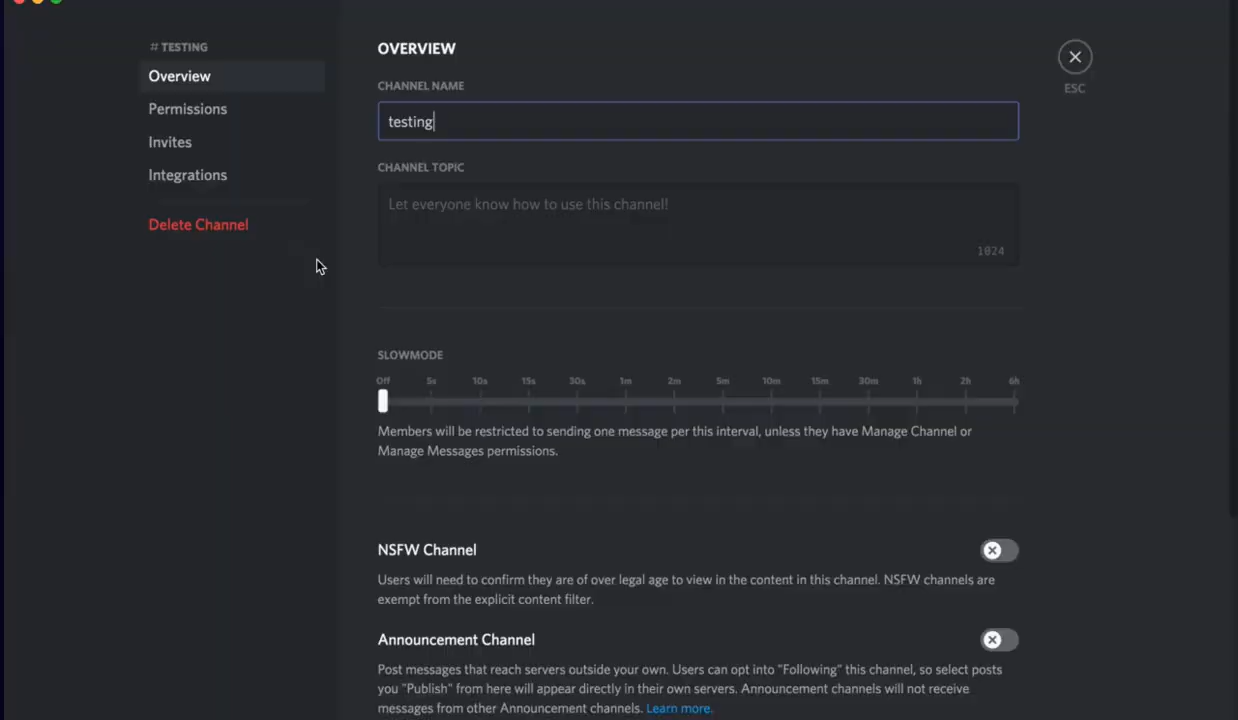 # TESTING
Overview
Permissions
Invites
Integrations
Delete Channel
OVERVIEW
CHANNEL NAME
testing
CHANNEL TOPIC
Let everyone know how to use this channel!
1024
SLOWMODE
Off 5s 10s 15s 30s 1m 2m 5m 10m 15m 30m 1h 2h 6h
Members will be restricted to sending one message per this interval, unless they have Manage Channel or
Manage Messages permissions.
NSFW Channel
Users will need to confirm they are of over legal age to view in the content in this channel. NSFW channels are
exempt from the explicit content filter.
Announcement Channel
Post messages that reach servers outside your own. Users can opt into "Following" this channel, so select posts
you "Publish" from here will appear directly in their own servers. Announcement channels will not receive
messages from other Announcement channels. Learn more.
ESC